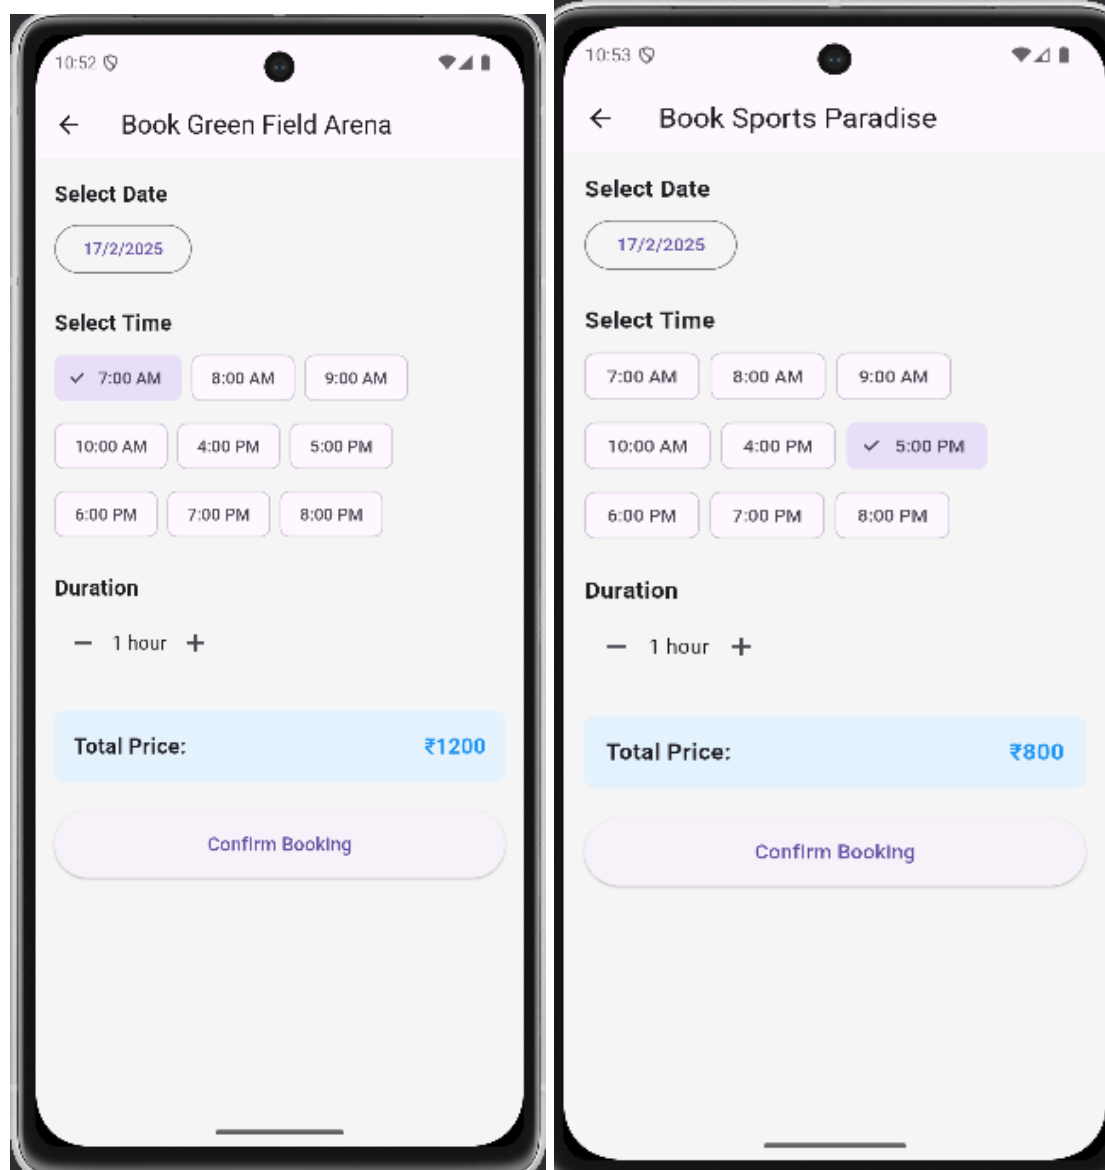 10:52
Book Green Field Arena
Select Date
17/2/2025
Select Time
7:00 AM 8:00 AM 9:00 AM
10:00 AM 4:00 PM 5:00 PM
6:00 PM 7:00 PM 8:00 PM
Duration
1 hour
Total Price: ₹1200
Confirm Booking
10:53
Book Sports Paradise
Select Date
17/2/2025
Select Time
7:00 AM 8:00 AM 9:00 AM
10:00 AM 4:00 PM 5:00 PM
6:00 PM 7:00 PM 8:00 PM
Duration
1 hour
Total Price: ₹800
Confirm Booking